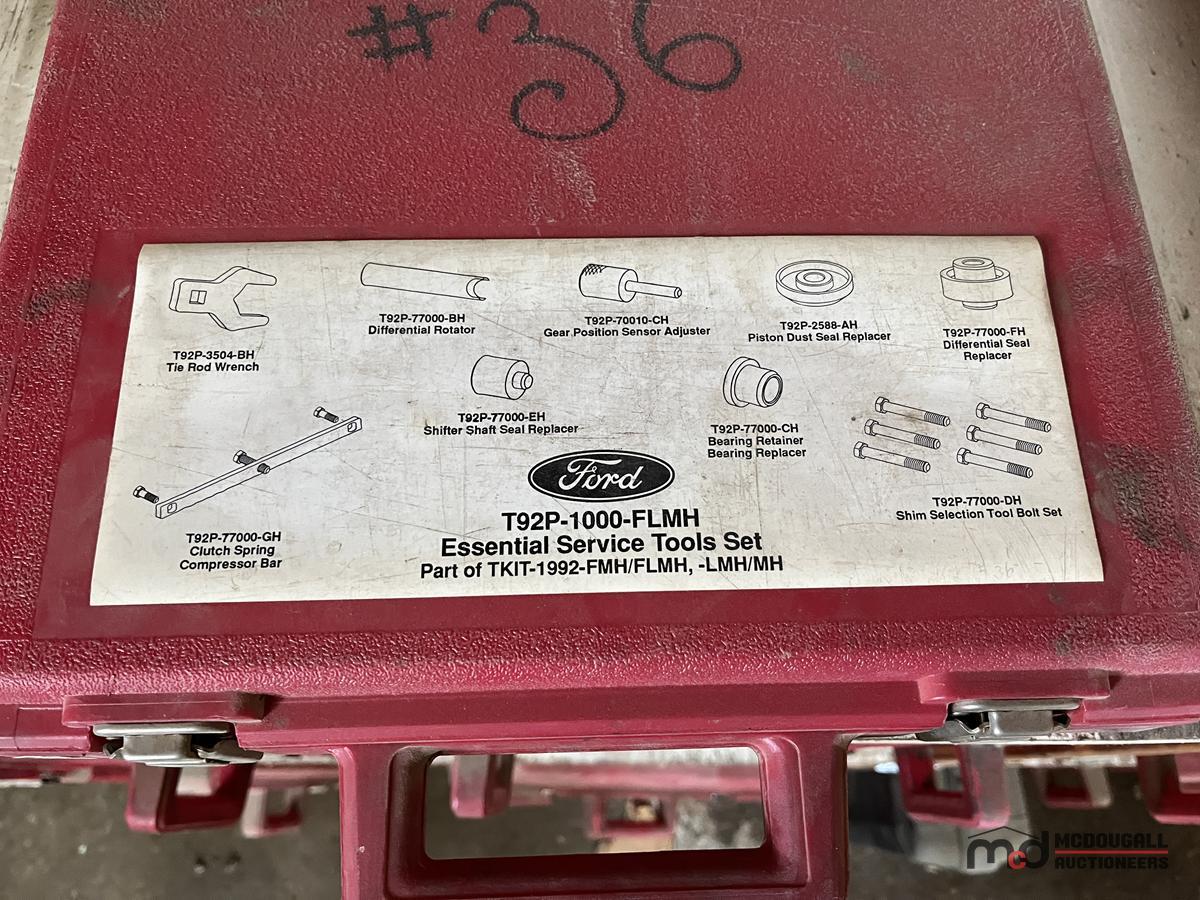 #36
T92P-3504-BH
Tie Rod Wrench
T92P-77000-BH
Differential Rotator
T92P-70010-CH
Gear Position Sensor Adjuster
T92P-2588-AH
Piston Dust Seal Replacer
T92P-77000-FH
Differential Seal
Replacer
T92P-77000-EH
Shifter Shaft Seal Replacer
T92P-77000-CH
Bearing Retainer
Bearing Replacer
T92P-77000-GH
Clutch Spring
Compressor Bar
T92P-77000-DH
Shim Selection Tool Bolt Set
Ford
T92P-1000-FLMH
Essential Service Tools Set
Part of TKIT-1992-FMH/FLMH, -LMH/MH
mcd MCDOUGALL
AUCTIONEERS